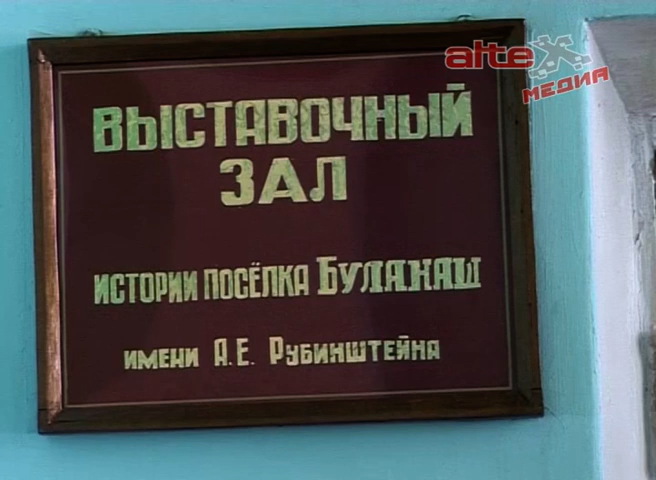 alteX
МЕДИА
ВЫСТАВОЧНЫЙ
ЗАЛ
ИСТОРИИ ПОСЁЛКА БУЛАНАШ
ИМЕНИ А.Е. РУБИНШТЕЙНА